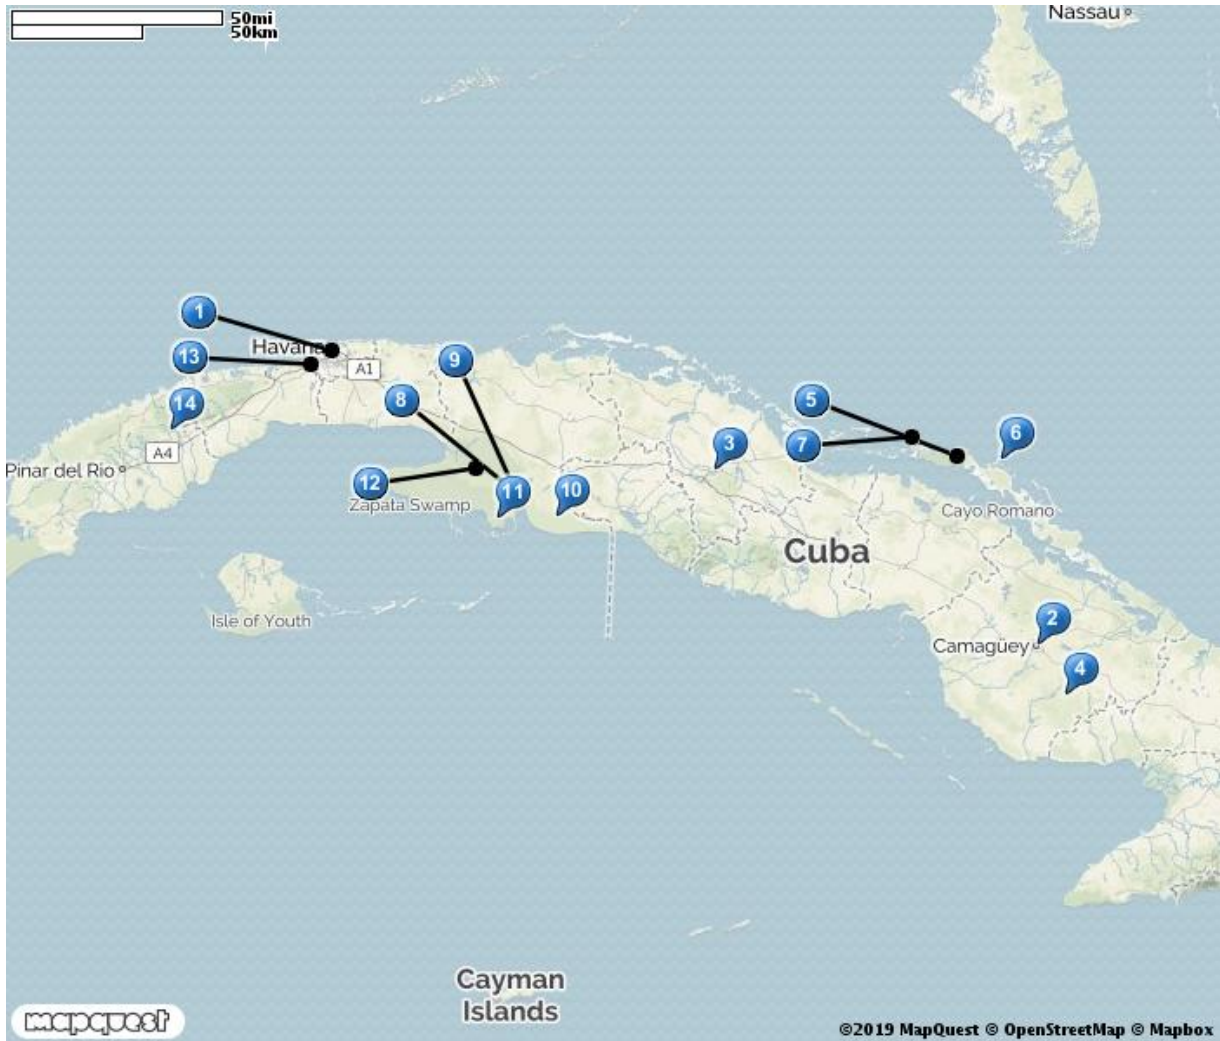 50mi
50km
Nassau
1
Havana
13
A1
9
8
5
14
6
3
7
A4
Pinar del Rio
12
11
10
Zapata Swamp
Cayo Romano
Cuba
Isle of Youth
2
Camagüey
4
Cayman
Islands
mapquest
©2019 MapQuest © OpenStreetMap © Mapbox